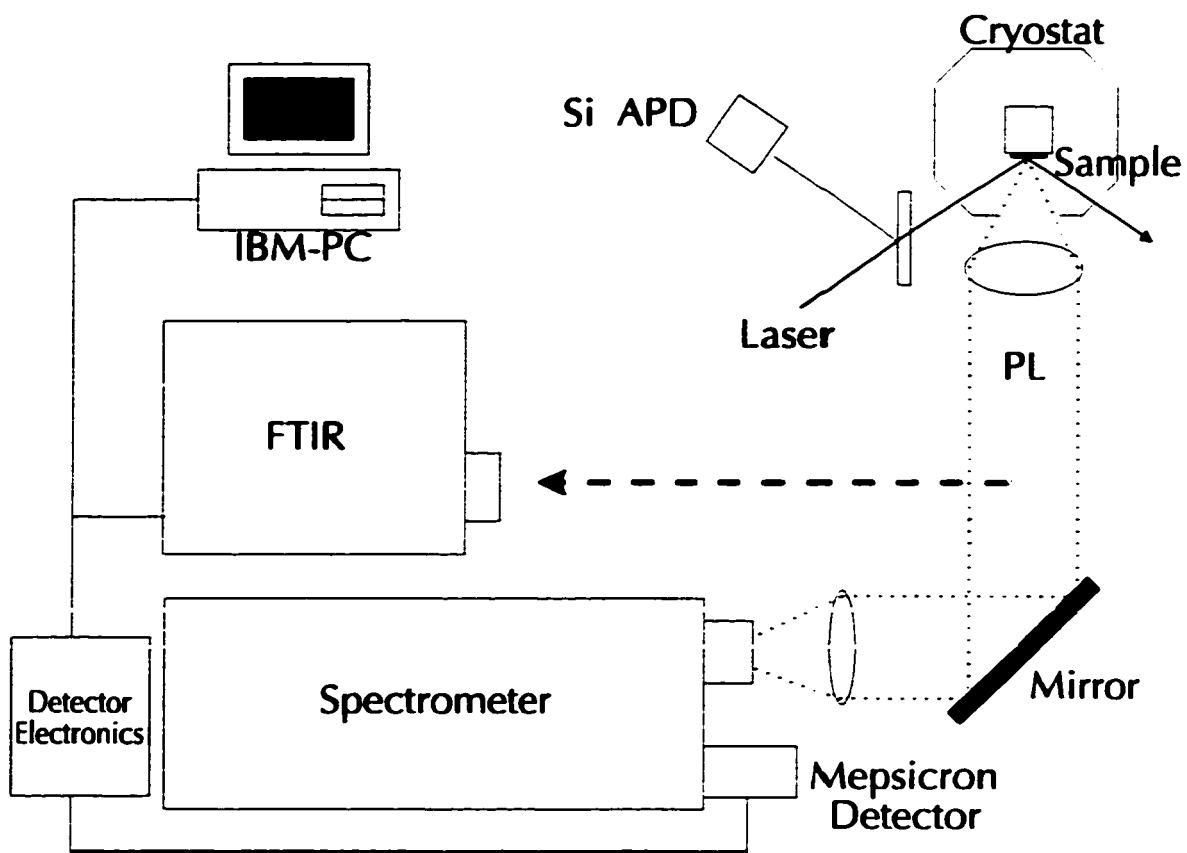 Cryostat
Si APD
Sample
IBM-PC
Laser
PL
FTIR
Spectrometer
Mirror
Detector
Electronics
Mepsicron
Detector